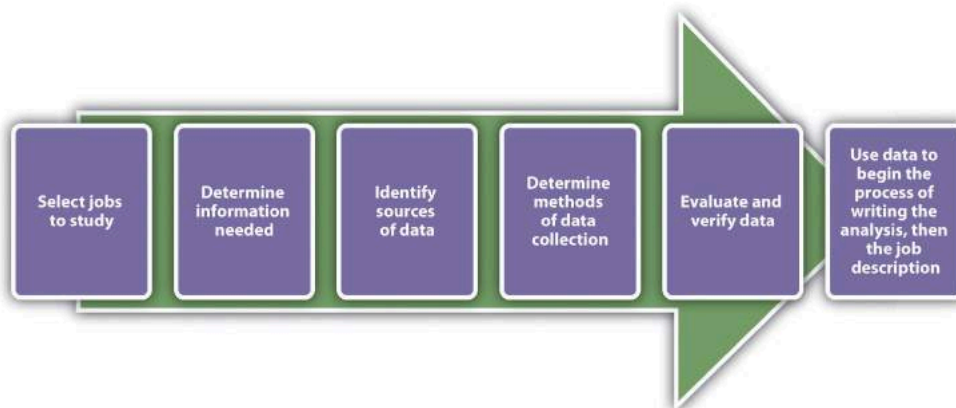 Select jobs
to study
Determine
information
needed
Identify
sources
of data
Determine
methods
of data
collection
Evaluate and
verify data
Use data to
begin the
process of
writing the
analysis, then
the job
description